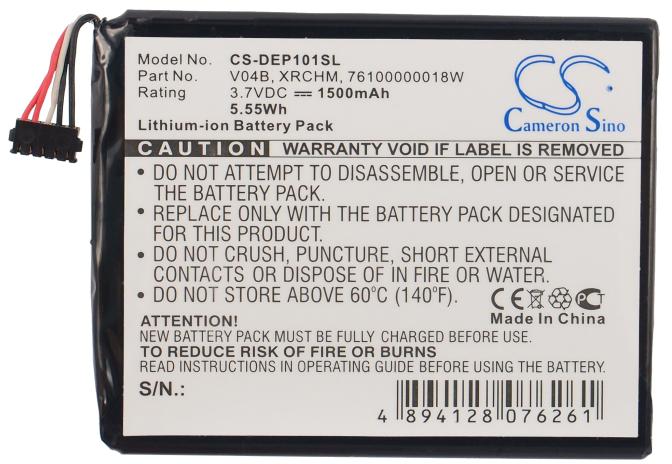 Model No. CS-DEP101SL
Part No. V04B, XRCHM, 76100000018W
Rating 3.7VDC ⎓ 1500mAh
5.55Wh
Lithium-ion Battery Pack
CS
Cameron Sino
CAUTION WARRANTY VOID IF LABEL IS REMOVED
• DO NOT ATTEMPT TO DISASSEMBLE, OPEN OR SERVICE
THE BATTERY PACK.
• REPLACE ONLY WITH THE BATTERY PACK DESIGNATED
FOR THIS PRODUCT.
• DO NOT CRUSH, PUNCTURE, SHORT EXTERNAL
CONTACTS OR DISPOSE OF IN FIRE OR WATER.
• DO NOT STORE ABOVE 60°C (140°F).
CE PC
Made In China
ATTENTION!
NEW BATTERY PACK MUST BE FULLY CHARGED BEFORE USE.
TO REDUCE RISK OF FIRE OR BURNS
THOROUGHLY READ USER'S GUIDE BEFORE USING THE BATTERY.
S/N.:
4 894128 076261